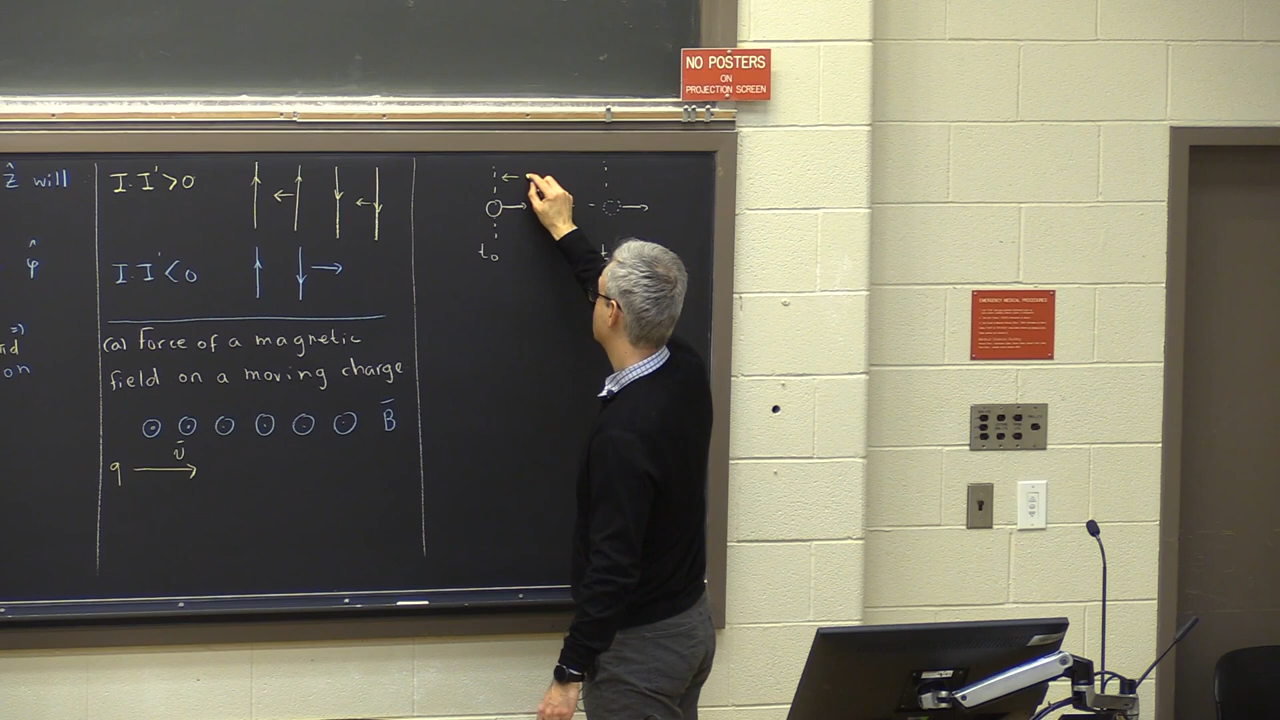 ẑ will
φ̂
=)
on
I·I'>0
I·I'<0
(a) Force of a magnetic
field on a moving charge
B̄
v̄
q
t₀
t
NO POSTERS
ON
PROJECTION SCREEN
EMERGENCY MEDICAL PROCEDURES